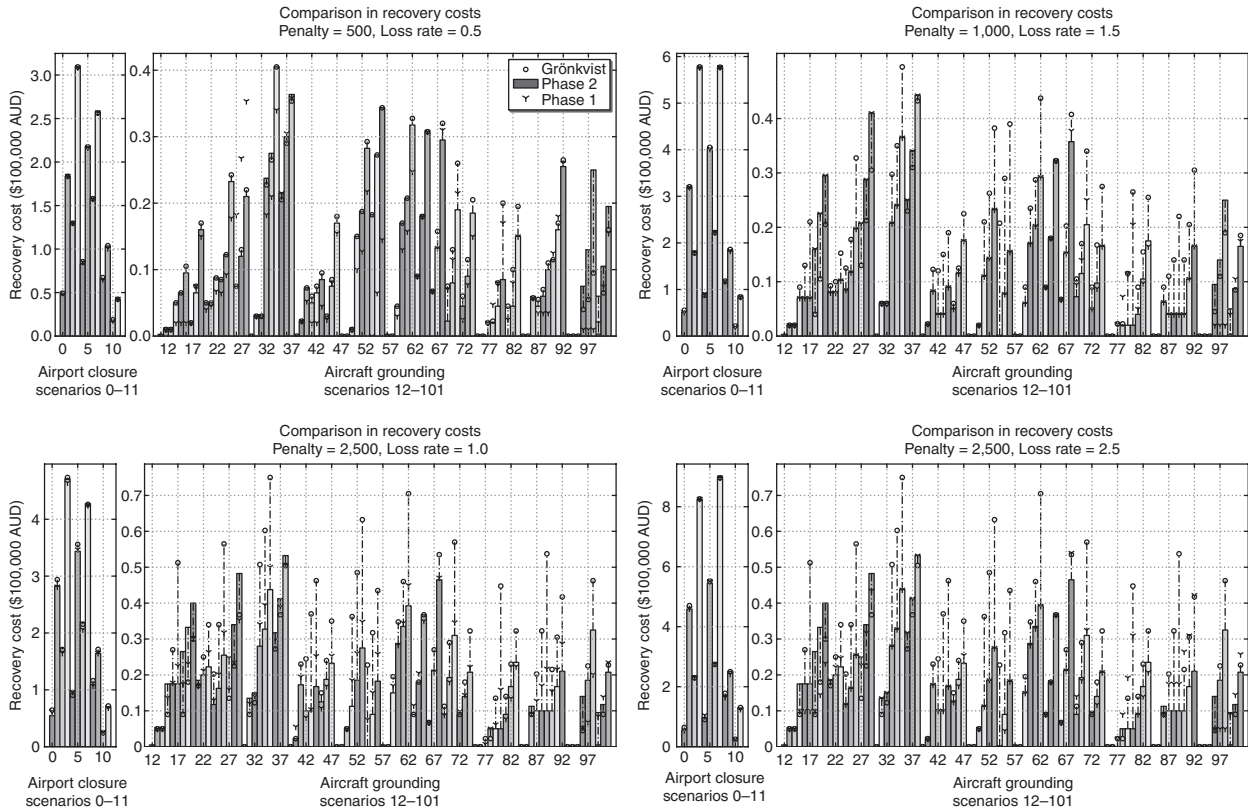 Comparison in recovery costs
Penalty = 500, Loss rate = 0.5
Recovery cost ($100,000 AUD)
3.0
2.5
2.0
1.5
1.0
0.5
0.0
0 5 10
Airport closure
scenarios 0–11
0.4
0.3
0.2
0.1
0.0
Grönkvist
Phase 2
Phase 1
12 17 22 27 32 37 42 47 52 57 62 67 72 77 82 87 92 97
Aircraft grounding
scenarios 12–101
Comparison in recovery costs
Penalty = 1,000, Loss rate = 1.5
Recovery cost ($100,000 AUD)
6
5
4
3
2
1
0
0 5 10
Airport closure
scenarios 0–11
0.4
0.3
0.2
0.1
0.0
12 17 22 27 32 37 42 47 52 57 62 67 72 77 82 87 92 97
Aircraft grounding
scenarios 12–101
Comparison in recovery costs
Penalty = 2,500, Loss rate = 1.0
Recovery cost ($100,000 AUD)
4
3
2
1
0
0 5 10
Airport closure
scenarios 0–11
0.7
0.6
0.5
0.4
0.3
0.2
0.1
0
12 17 22 27 32 37 42 47 52 57 62 67 72 77 82 87 92 97
Aircraft grounding
scenarios 12–101
Comparison in recovery costs
Penalty = 2,500, Loss rate = 2.5
Recovery cost ($100,000 AUD)
8
6
4
2
0
0 5 10
Airport closure
scenarios 0–11
0.7
0.6
0.5
0.4
0.3
0.2
0.1
0
12 17 22 27 32 37 42 47 52 57 62 67 72 77 82 87 92 97
Aircraft grounding
scenarios 12–101